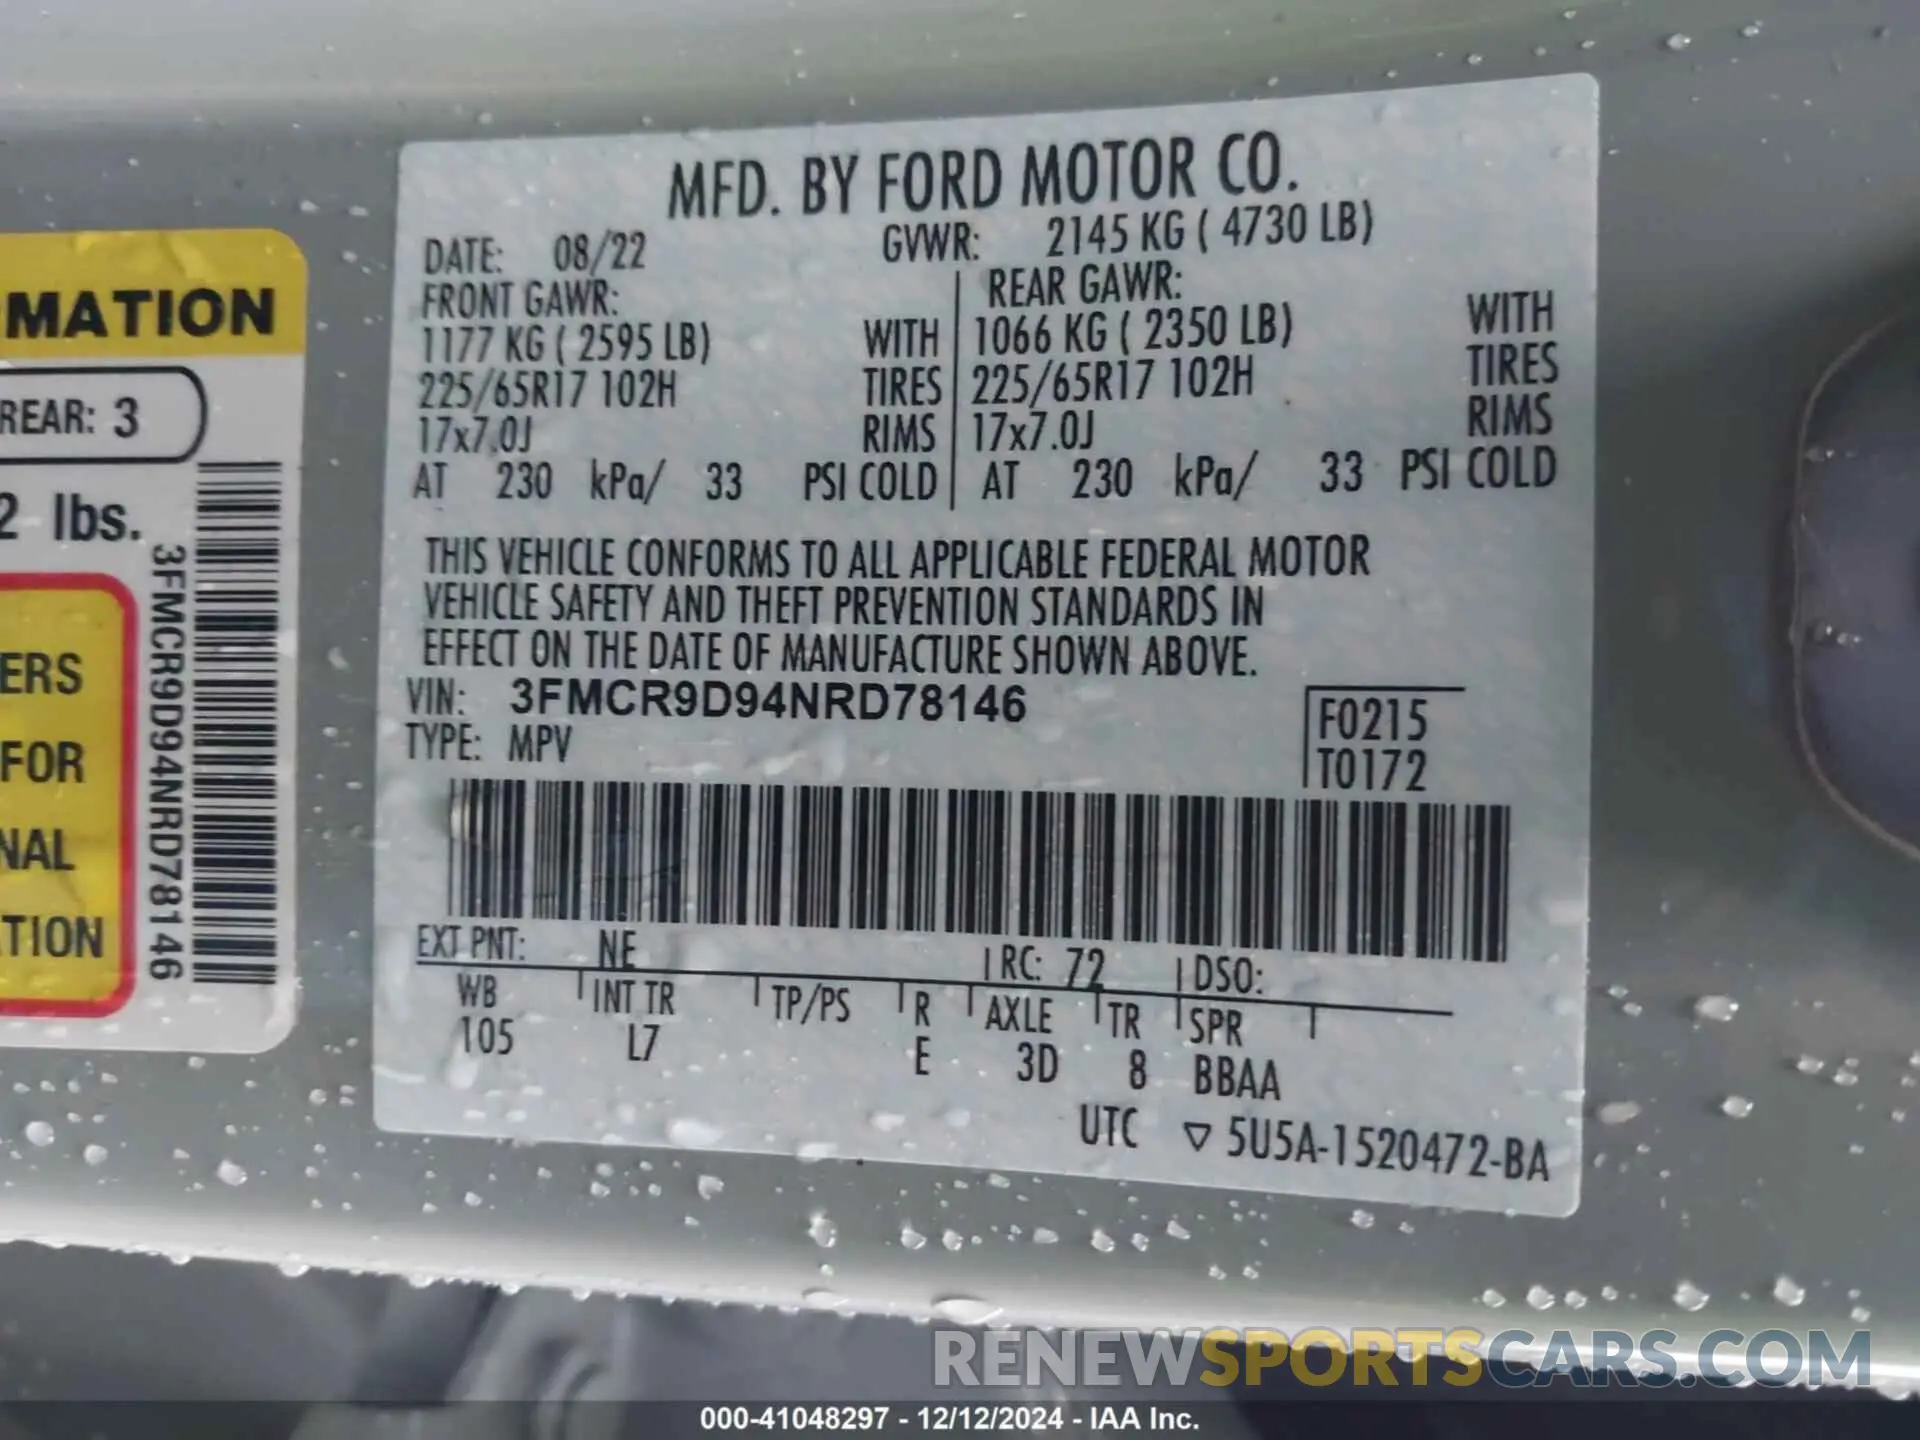 MFD. BY FORD MOTOR CO.
DATE: 08/22 GVWR: 2145 KG ( 4730 LB)
FRONT GAWR: REAR GAWR:
1177 KG ( 2595 LB) WITH 1066 KG ( 2350 LB) WITH
225/65R17 102H TIRES 225/65R17 102H TIRES
17x7.0J RIMS 17x7.0J RIMS
AT 230 kPa/ 33 PSI COLD AT 230 kPa/ 33 PSI COLD
THIS VEHICLE CONFORMS TO ALL APPLICABLE FEDERAL MOTOR
VEHICLE SAFETY AND THEFT PREVENTION STANDARDS IN
EFFECT ON THE DATE OF MANUFACTURE SHOWN ABOVE.
VIN: 3FMCR9D94NRD78146
TYPE: MPV
F0215
T0172
EXT PNT: NE RC: 72 DSO:
WB INT TR TP/PS R AXLE TR SPR
105 L7 E 3D 8 BBAA
UTC ▽ 5U5A-1520472-BA
MATION
REAR: 3
2 lbs.
3FMCR9D94NRD78146
ERS
FOR
NAL
TION
RENEWSPORTSCARS.COM
000-41048297 - 12/12/2024 - IAA Inc.